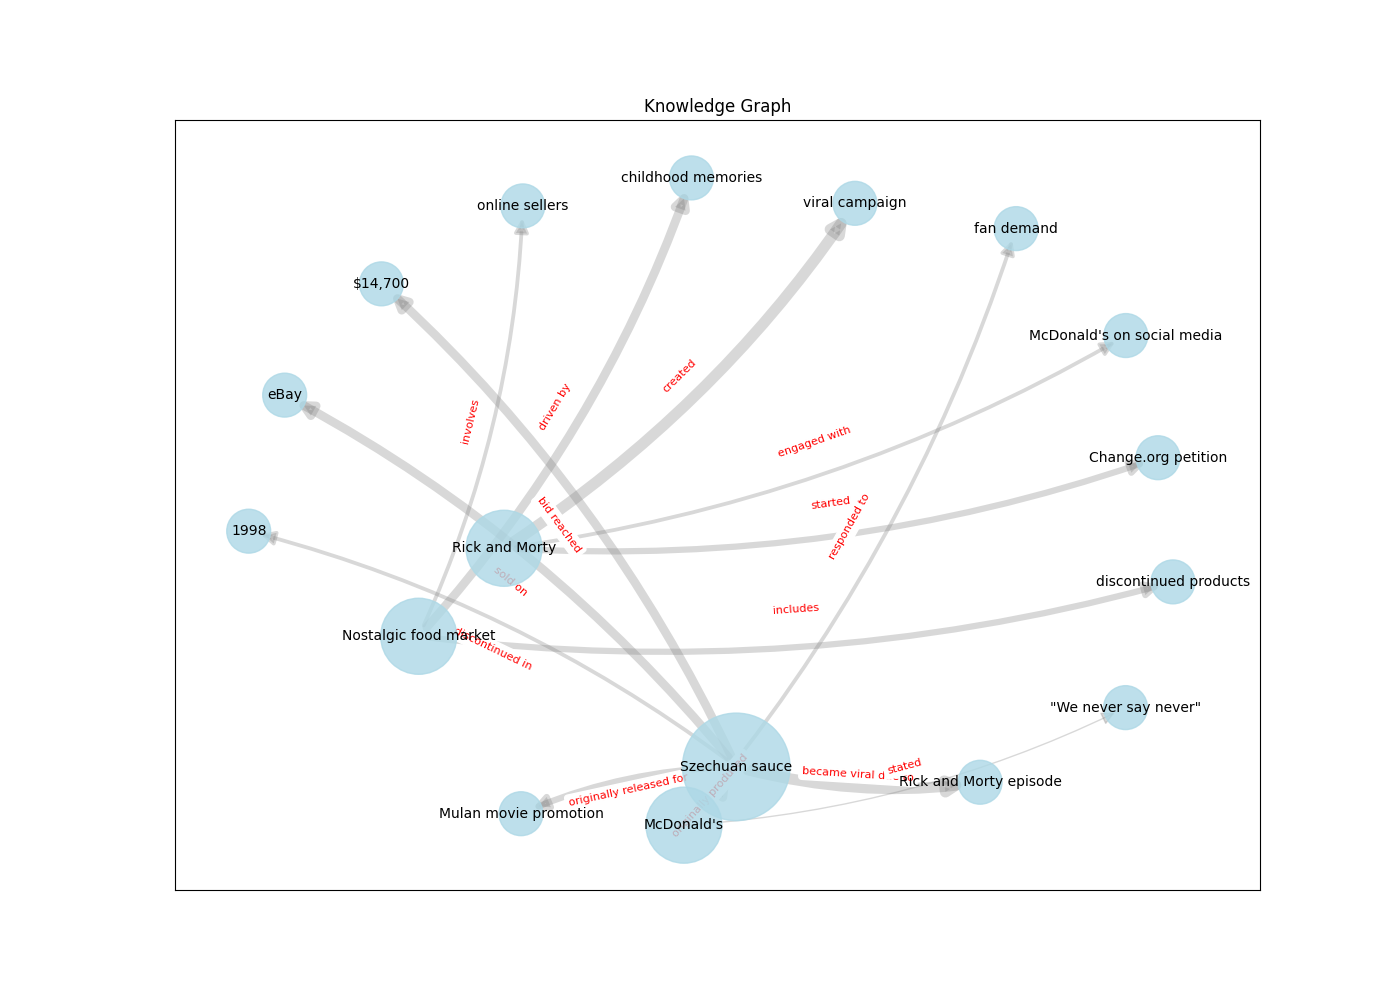 Knowledge Graph
childhood memories
viral campaign
online sellers
fan demand
$14,700
McDonald's on social media
created
eBay
driven by
involves
engaged with
Change.org petition
started
bid reached
responded to
1998
Rick and Morty
sold on
discontinued products
includes
Nostalgic food market
discontinued in
"We never say never"
Szechuan sauce
stated
became viral d
Rick and Morty episode
originally released fo
Mulan movie promotion
McDonald's